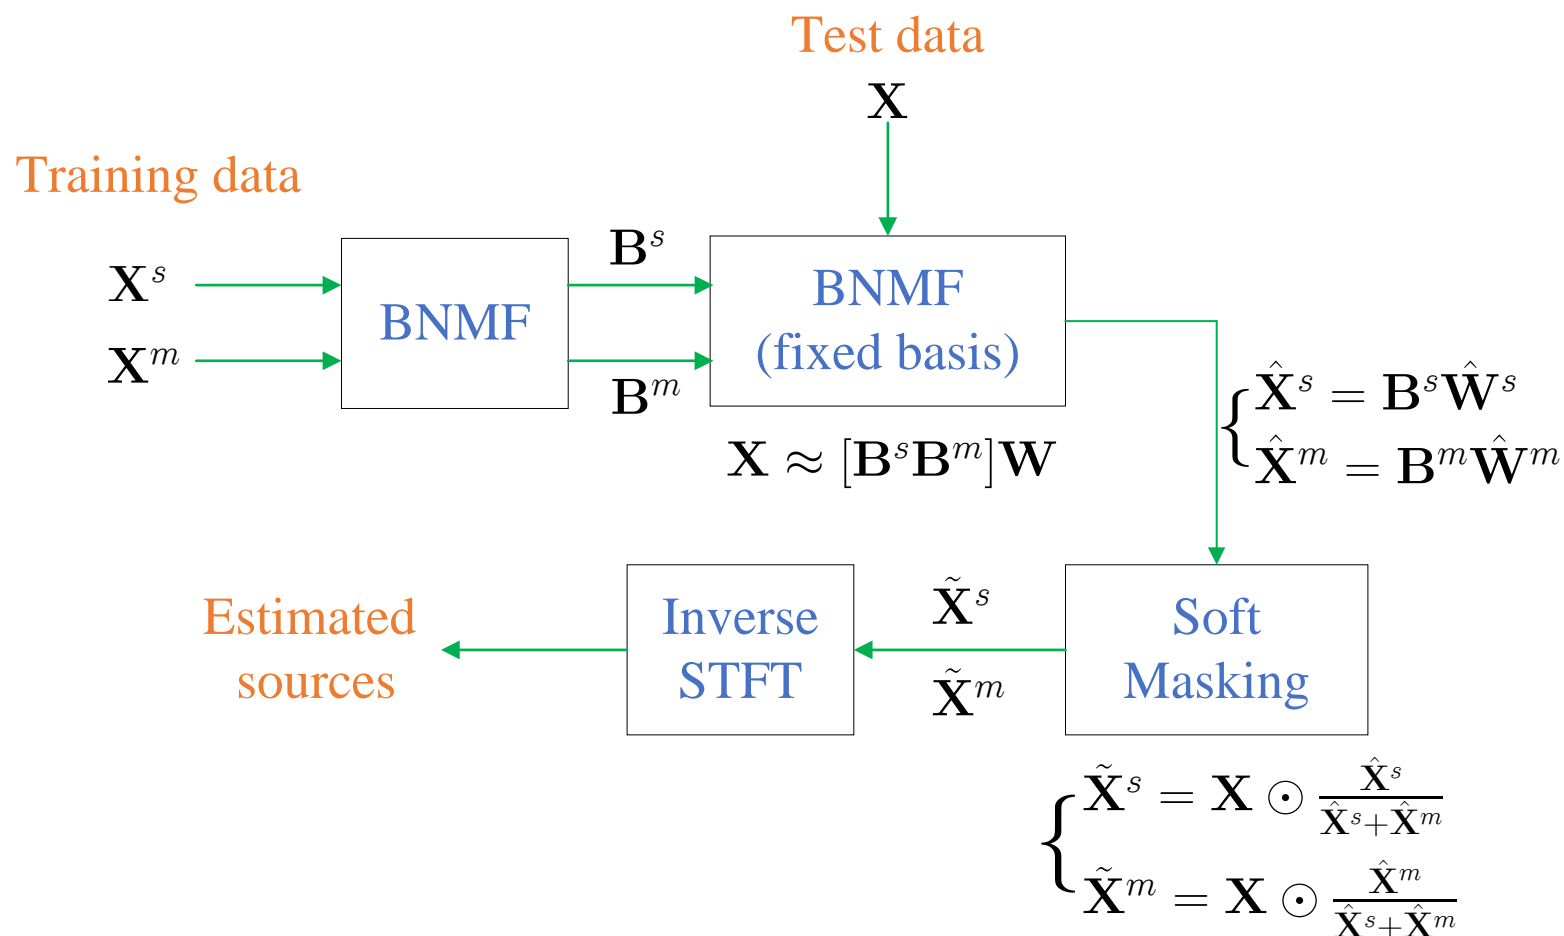 Test data
X
Training data
X^s
X^m
BNMF
B^s
B^m
BNMF
(fixed basis)
X ≈ [B^s B^m]W
{ X̂^s = B^s Ŵ^s
X̂^m = B^m Ŵ^m
Estimated
sources
Inverse
STFT
X̃^s
X̃^m
Soft
Masking
{ X̃^s = X ⊙ X̂^s / (X̂^s + X̂^m)
X̃^m = X ⊙ X̂^m / (X̂^s + X̂^m)